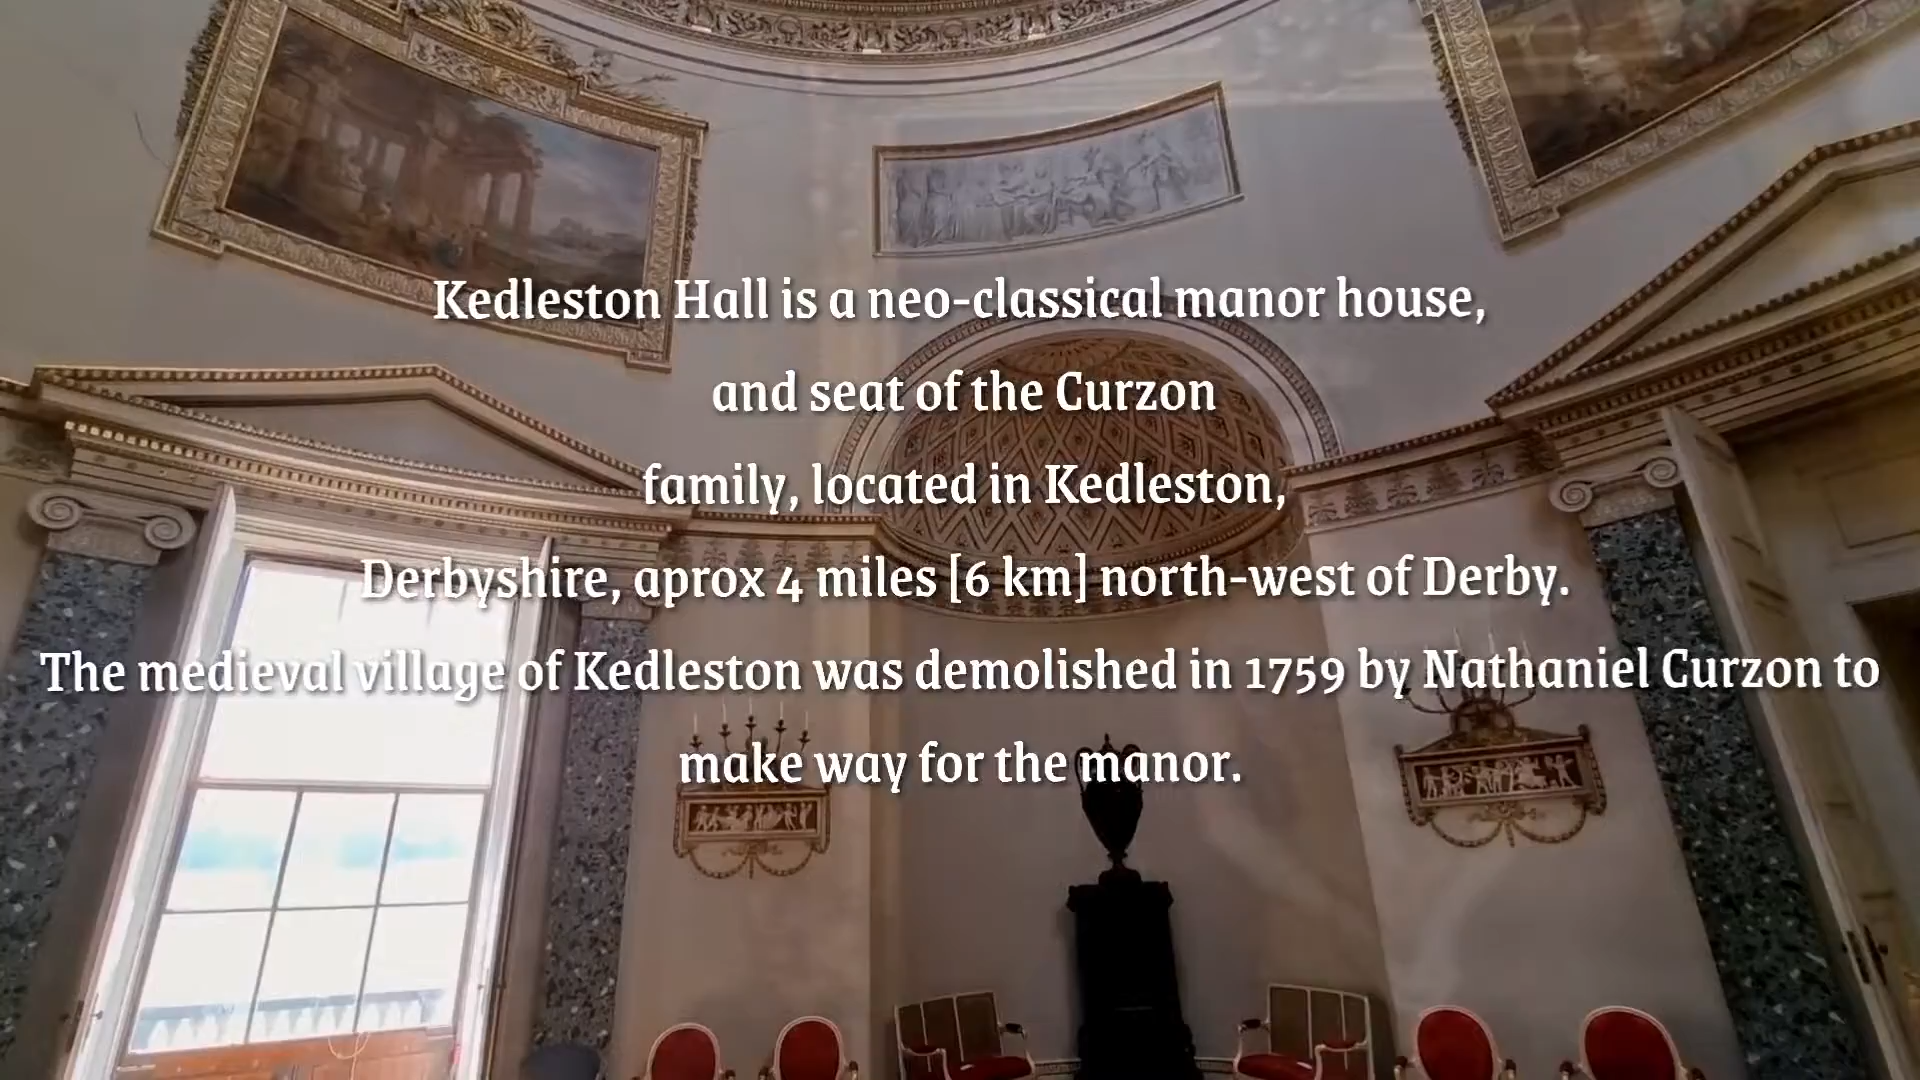 Kedleston Hall is a neo-classical manor house,
and seat of the Curzon
family, located in Kedleston,
Derbyshire, aprox 4 miles [6 km] north-west of Derby.
The medieval village of Kedleston was demolished in 1759 by Nathaniel Curzon to
make way for the manor.